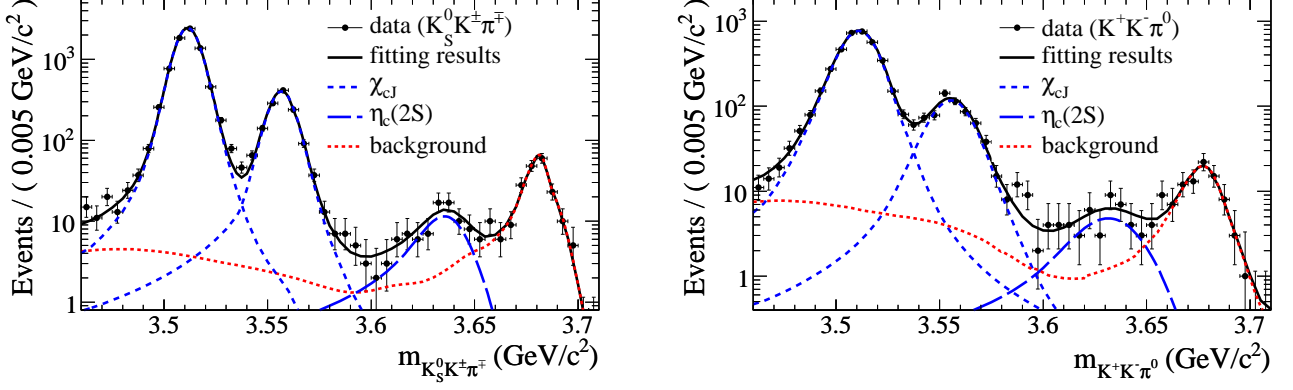 Events / ( 0.005 GeV/c² )
10³
10²
10
1
data (K⁰_S K^±π^∓)
fitting results
χ_cJ
η_c(2S)
background
3.5 3.55 3.6 3.65 3.7
m_{K⁰_S K^±π^∓} (GeV/c²)
Events / ( 0.005 GeV/c² )
10³
10²
10
1
data (K⁺K⁻π⁰)
fitting results
χ_cJ
η_c(2S)
background
3.5 3.55 3.6 3.65 3.7
m_{K⁺K⁻π⁰} (GeV/c²)